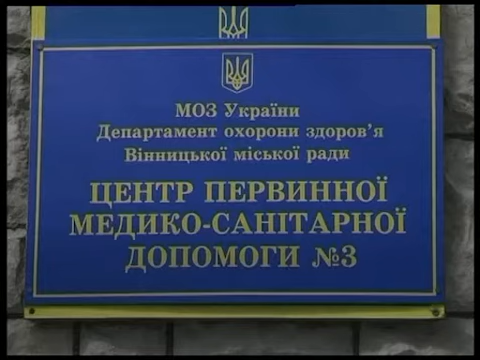 МОЗ України
Департамент охорони здоров'я
Вінницької міської ради
ЦЕНТР ПЕРВИННОЇ
МЕДИКО-САНІТАРНОЇ
ДОПОМОГИ №3